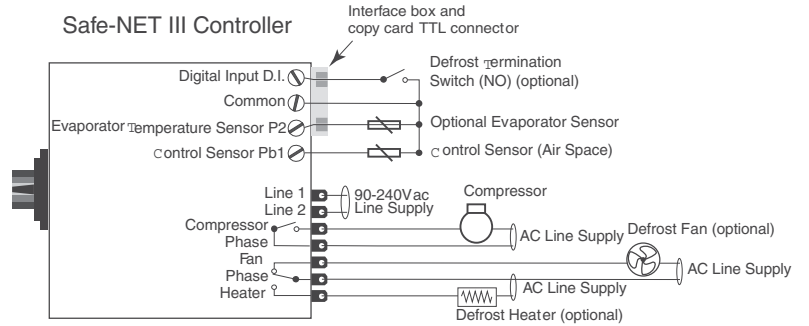 Safe-NET III Controller
Interface box and
copy card TTL connector
Digital Input D.I.
Defrost Termination
Switch (NO) (optional)
Common
Evaporator Temperature Sensor P2
Optional Evaporator Sensor
Control Sensor Pb1
Control Sensor (Air Space)
Line 1
90-240Vac
Line 2
Line Supply
Compressor
Compressor
Phase
AC Line Supply
Defrost Fan (optional)
Fan
Phase
AC Line Supply
Heater
AC Line Supply
Defrost Heater (optional)